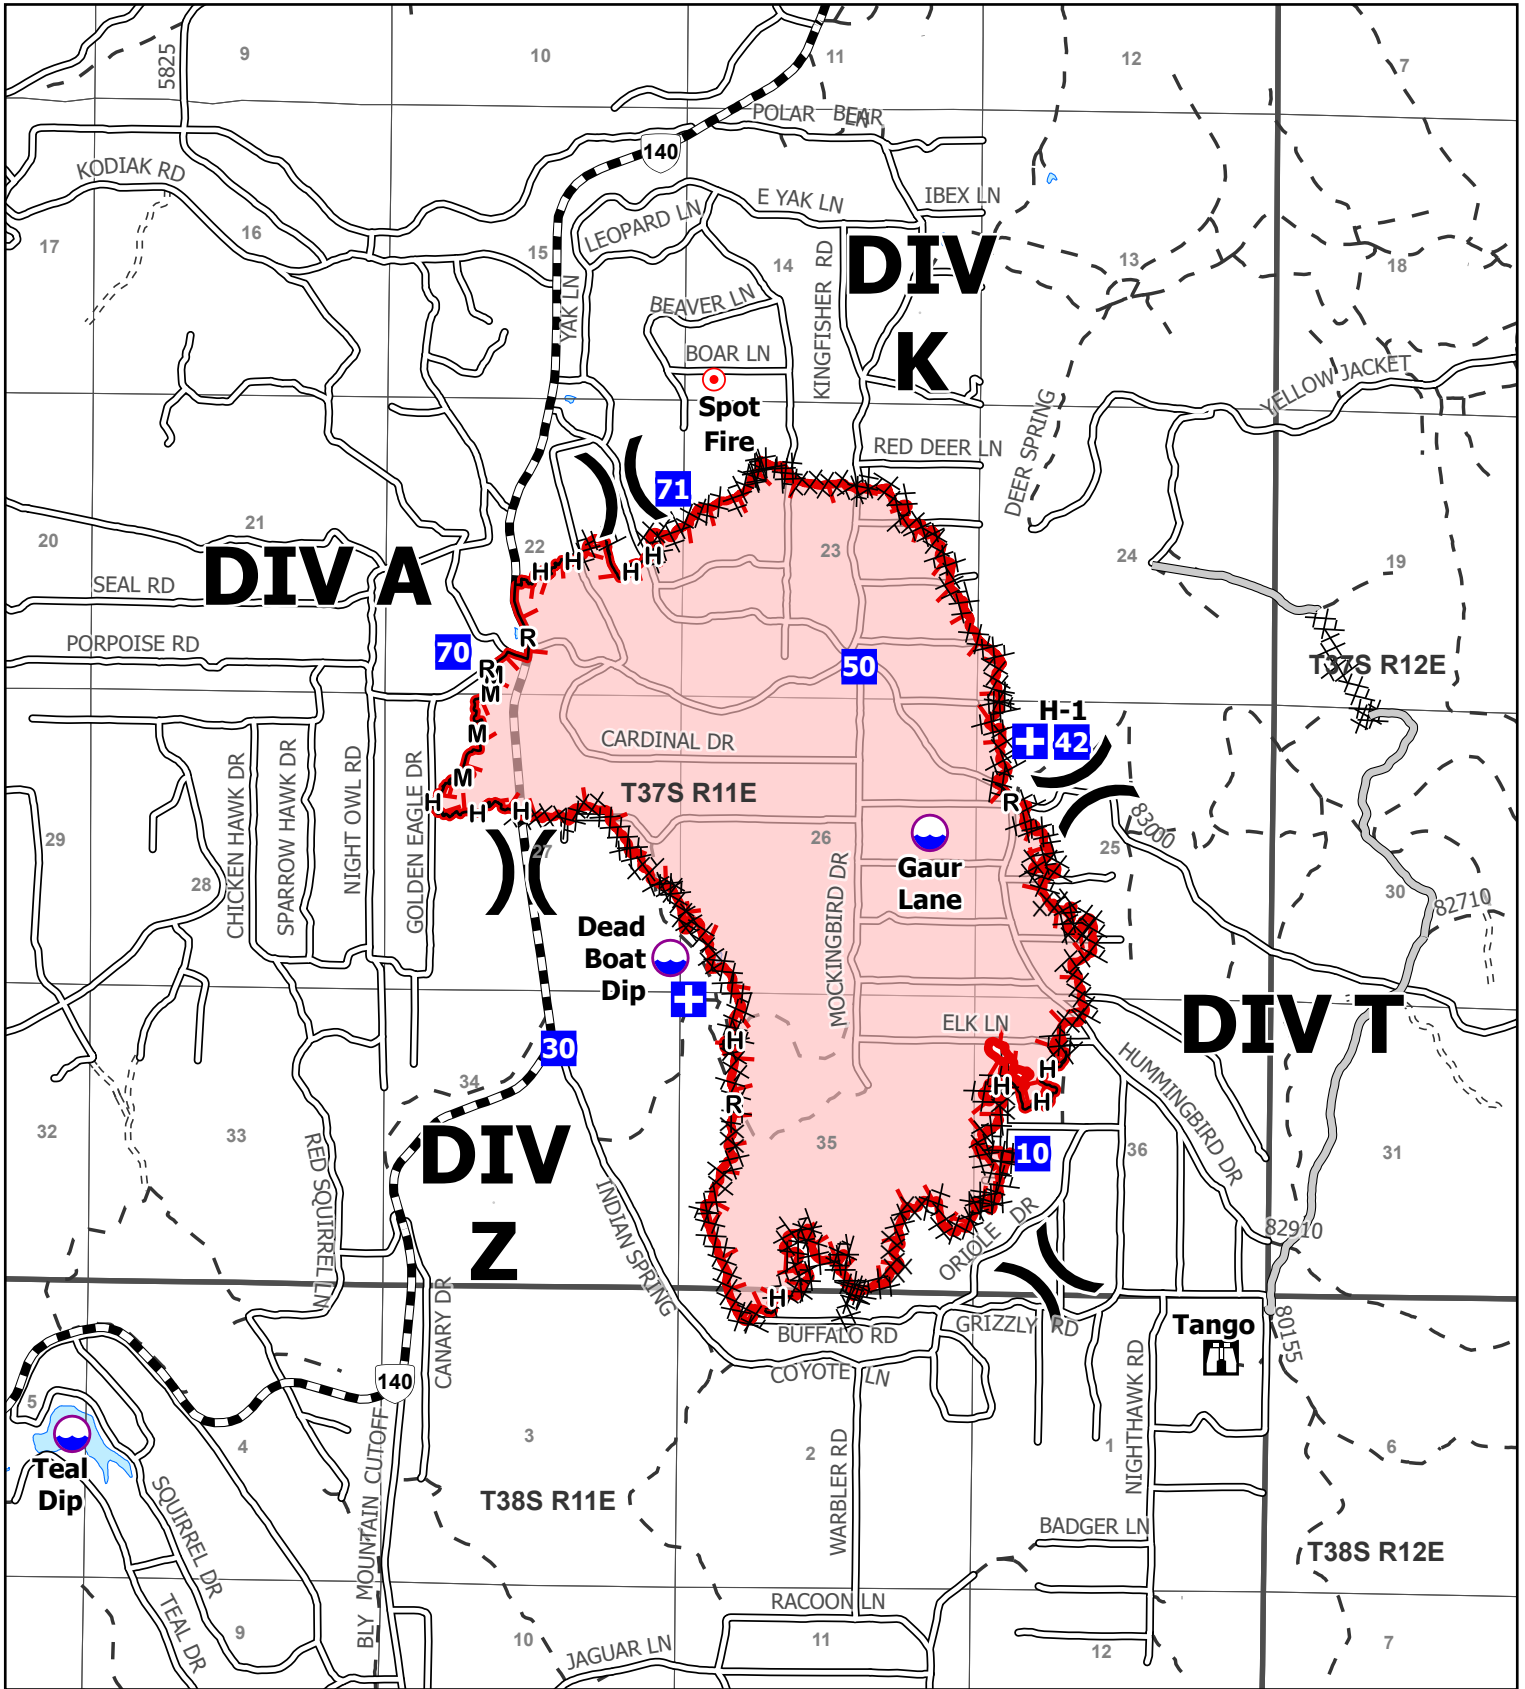 9
10
11
12
7
5825
POLAR BEAR
LN
140
KODIAK RD
IBEX LN
E YAK LN
LEOPARD LN
17
16
15
14
13
18
DIV
K
YAK LN
KINGFISHER RD
BEAVER LN
BOAR LN
Spot
Fire
YELLOW JACKET
DEER SPRING
RED DEER LN
71
20
21
22
23
24
19
DIV A
SEAL RD
PORPOISE RD
H
H
H
H
R
70
R
M
M
M
M
50
T37S R12E
H-1
42
CARDINAL DR
T37S R11E
CHICKEN HAWK DR
SPARROW HAWK DR
NIGHT OWL RD
GOLDEN EAGLE DR
H
H
H
R
29
28
27
26
25
30
83000
82710
Gaur
Lane
MOCKINGBIRD DR
Dead
Boat
Dip
DIV T
ELK LN
H
30
H
H
H
HUMMINGBIRD DR
34
R
32
33
35
36
31
DIV
Z
10
RED SQUIRREL LN
INDIAN SPRING
ORIOLE DR
82910
H
CANARY DR
BUFFALO RD
GRIZZLY RD
COYOTE LN
Tango
80155
140
5
4
3
2
1
6
Teal
Dip
SQUIRREL DR
BLY MOUNTAIN CUTOFF
T38S R11E
WARBLER RD
NIGHTHAWK RD
BADGER LN
T38S R12E
TEAL DR
RACOON LN
JAGUAR LN
9
10
11
12
7